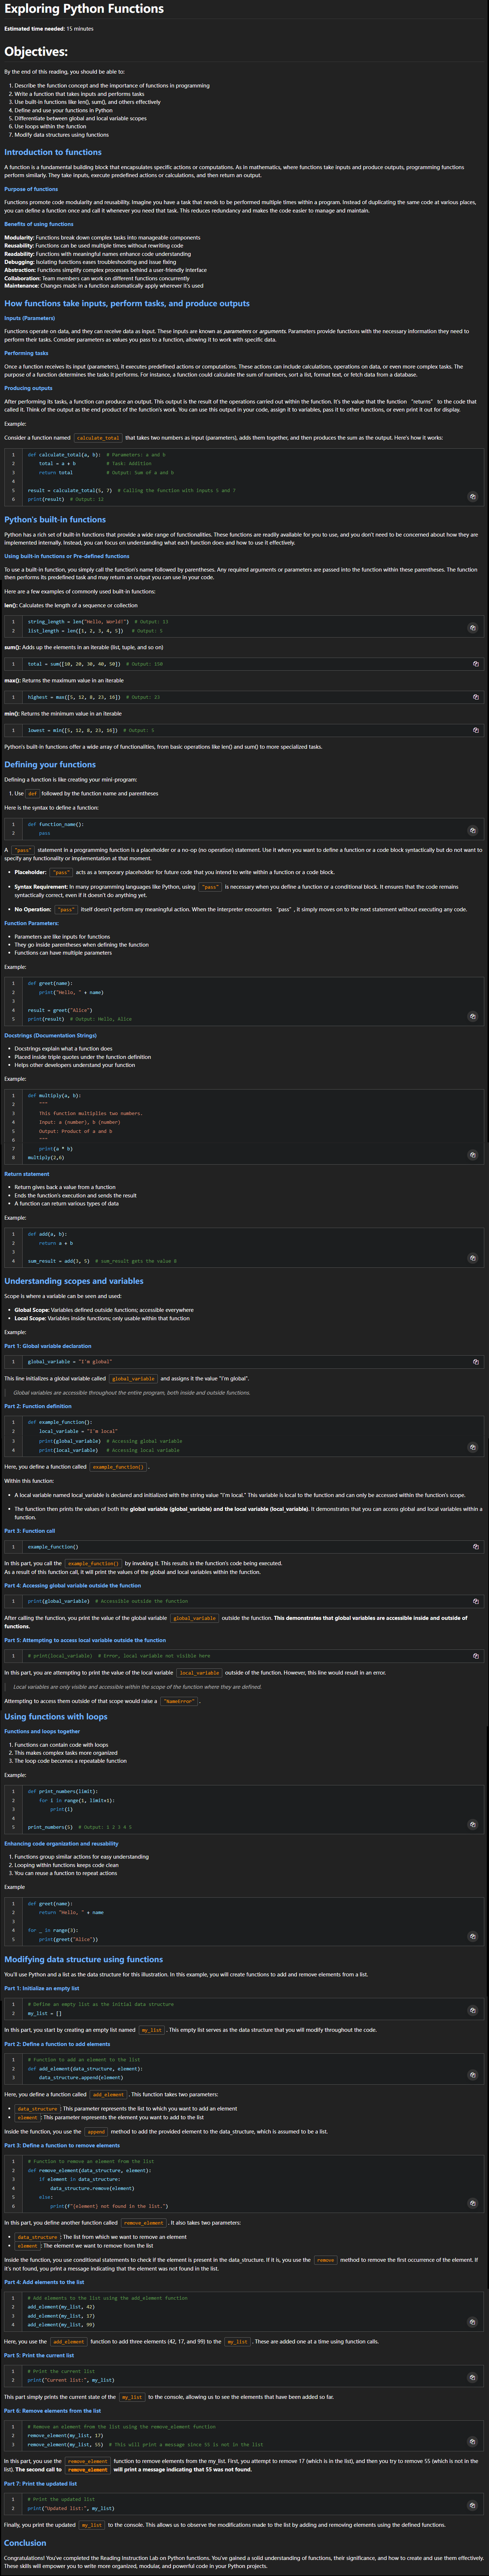 Exploring Python Functions
Estimated time needed: 15 minutes
Objectives:
By the end of this reading, you should be able to:
1. Describe the function concept and the importance of functions in programming
2. Write a function that takes inputs and performs tasks
3. Use built-in functions like len(), sum(), and others effectively
4. Define and use your functions in Python
5. Differentiate between global and local variable scopes
6. Use loops within the function
7. Modify data structures using functions
Introduction to functions
A function is a fundamental building block that encapsulates specific actions or computations. As in mathematics, where functions take inputs and produce outputs, programming functions
perform similarly. They take inputs, execute predefined actions or calculations, and then return an output.
Purpose of functions
Functions promote code modularity and reusability. Imagine you have a task that needs to be performed multiple times within a program. Instead of duplicating the same code at various places,
you can define a function once and call it whenever you need that task. This reduces redundancy and makes the code easier to manage and maintain.
Benefits of using functions
Modularity: Functions break down complex tasks into manageable components
Reusability: Functions can be used multiple times without rewriting code
Readability: Functions with meaningful names enhance code understanding
Debugging: Isolating functions eases troubleshooting and issue fixing
Abstraction: Functions simplify complex processes behind a user-friendly interface
Collaboration: Team members can work on different functions concurrently
Maintenance: Changes made in a function automatically apply wherever it's used
How functions take inputs, perform tasks, and produce outputs
Inputs (Parameters)
Functions operate on data, and they can receive data as input. These inputs are known as parameters or arguments. Parameters provide functions with the necessary information they need to
perform their tasks. Consider parameters as values you pass to a function, allowing it to work with specific data.
Performing tasks
Once a function receives its input (parameters), it executes predefined actions or computations. These actions can include calculations, operations on data, or even more complex tasks. The
purpose of a function determines the tasks it performs. For instance, a function could calculate the sum of numbers, sort a list, format text, or fetch data from a database.
Producing outputs
After performing its tasks, a function can produce an output. This output is the result of the operations carried out within the function. It's the value that the function "returns" to the code that
called it. Think of the output as the end product of the function's work. You can use this output in your code, assign it to variables, pass it to other functions, or even print it out for display.
Example:
Consider a function named calculate_total that takes two numbers as input (parameters), adds them together, and then produces the sum as the output. Here's how it works:
1 def calculate_total(a, b): # Parameters: a and b
2 total = a + b # Task: Addition
3 return total # Output: Sum of a and b
4
5 result = calculate_total(5, 7) # Calling the function with inputs 5 and 7
6 print(result) # Output: 12
Python's built-in functions
Python has a rich set of built-in functions that provide a wide range of functionalities. These functions are readily available for you to use, and you don't need to be concerned about how they are
implemented internally. Instead, you can focus on understanding what each function does and how to use it effectively.
Using built-in functions or Pre-defined functions
To use a built-in function, you simply call the function's name followed by parentheses. Any required arguments or parameters are passed into the function within these parentheses. The function
then performs its predefined task and may return an output you can use in your code.
Here are a few examples of commonly used built-in functions:
len(): Calculates the length of a sequence or collection
1 string_length = len("Hello, World!") # Output: 13
2 list_length = len([1, 2, 3, 4, 5]) # Output: 5
sum(): Adds up the elements in an iterable (list, tuple, and so on)
1 total = sum([10, 20, 30, 40, 50]) # Output: 150
max(): Returns the maximum value in an iterable
1 highest = max([5, 12, 8, 23, 16]) # Output: 23
min(): Returns the minimum value in an iterable
1 lowest = min([5, 12, 8, 23, 16]) # Output: 5
Python's built-in functions offer a wide array of functionalities, from basic operations like len() and sum() to more specialized tasks.
Defining your functions
Defining a function is like creating your mini-program:
1. Use def followed by the function name and parentheses
Here is the syntax to define a function:
1 def function_name():
2 pass
A "pass" statement in a programming function is a placeholder or a no-op (no operation) statement. Use it when you want to define a function or a code block syntactically but do not want to
specify any functionality or implementation at that moment.
• Placeholder: "pass" acts as a temporary placeholder for future code that you intend to write within a function or a code block.
• Syntax Requirement: In many programming languages like Python, using "pass" is necessary when you define a function or a conditional block. It ensures that the code remains
syntactically correct, even if it doesn't do anything yet.
• No Operation: "pass" itself doesn't perform any meaningful action. When the interpreter encounters "pass", it simply moves on to the next statement without executing any code.
Function Parameters:
• Parameters are like inputs for functions
• They go inside parentheses when defining the function
• Functions can have multiple parameters
Example:
1 def greet(name):
2 print("Hello, " + name)
3
4 result = greet("Alice")
5 print(result) # Output: Hello, Alice
Docstrings (Documentation Strings)
• Docstrings explain what a function does
• Placed inside triple quotes under the function definition
• Helps other developers understand your function
Example:
1 def multiply(a, b):
2 """
3 This function multiplies two numbers.
4 Input: a (number), b (number)
5 Output: Product of a and b
6 """
7 print(a * b)
8 multiply(2,6)
Return statement
• Return gives back a value from a function
• Ends the function's execution and sends the result
• A function can return various types of data
Example:
1 def add(a, b):
2 return a + b
3
4 sum_result = add(3, 5) # sum_result gets the value 8
Understanding scopes and variables
Scope is where a variable can be seen and used:
• Global Scope: Variables defined outside functions; accessible everywhere
• Local Scope: Variables inside functions; only usable within that function
Example:
Part 1: Global variable declaration
1 global_variable = "I'm global"
This line initializes a global variable called global_variable and assigns it the value "I'm global".
Global variables are accessible throughout the entire program, both inside and outside functions.
Part 2: Function definition
1 def example_function():
2 local_variable = "I'm local"
3 print(global_variable) # Accessing global variable
4 print(local_variable) # Accessing local variable
Here, you define a function called example_function().
Within this function:
• A local variable named local_variable is declared and initialized with the string value "I'm local." This variable is local to the function and can only be accessed within the function's scope.
• The function then prints the values of both the global variable (global_variable) and the local variable (local_variable). It demonstrates that you can access global and local variables within a
function.
Part 3: Function call
1 example_function()
In this part, you call the example_function() by invoking it. This results in the function's code being executed.
As a result of this function call, it will print the values of the global and local variables within the function.
Part 4: Accessing global variable outside the function
1 print(global_variable) # Accessible outside the function
After calling the function, you print the value of the global variable global_variable outside the function. This demonstrates that global variables are accessible inside and outside of
functions.
Part 5: Attempting to access local variable outside the function
1 # print(local_variable) # Error, local variable not visible here
In this part, you are attempting to print the value of the local variable local_variable outside of the function. However, this line would result in an error.
Local variables are only visible and accessible within the scope of the function where they are defined.
Attempting to access them outside of that scope would raise a "NameError".
Using functions with loops
Functions and loops together
1. Functions can contain code with loops
2. This makes complex tasks more organized
3. The loop code becomes a repeatable function
Example:
1 def print_numbers(limit):
2 for i in range(1, limit+1):
3 print(i)
4
5 print_numbers(5) # Output: 1 2 3 4 5
Enhancing code organization and reusability
1. Functions group similar actions for easy understanding
2. Looping within functions keeps code clean
3. You can reuse a function to repeat actions
Example
1 def greet(name):
2 return "Hello, " + name
3
4 for _ in range(3):
5 print(greet("Alice"))
Modifying data structure using functions
You'll use Python and a list as the data structure for this illustration. In this example, you will create functions to add and remove elements from a list.
Part 1: Initialize an empty list
1 # Define an empty list as the initial data structure
2 my_list = []
In this part, you start by creating an empty list named my_list. This empty list serves as the data structure that you will modify throughout the code.
Part 2: Define a function to add elements
1 # Function to add an element to the list
2 def add_element(data_structure, element):
3 data_structure.append(element)
Here, you define a function called add_element. This function takes two parameters:
• data_structure: This parameter represents the list to which you want to add an element
• element: This parameter represents the element you want to add to the list
Inside the function, you use the append method to add the provided element to the data_structure, which is assumed to be a list.
Part 3: Define a function to remove elements
1 # Function to remove an element from the list
2 def remove_element(data_structure, element):
3 if element in data_structure:
4 data_structure.remove(element)
5 else:
6 print(f"{element} not found in the list.")
In this part, you define another function called remove_element. It also takes two parameters:
• data_structure: The list from which we want to remove an element
• element: The element we want to remove from the list
Inside the function, you use conditional statements to check if the element is present in the data_structure. If it is, you use the remove method to remove the first occurrence of the element. If
it's not found, you print a message indicating that the element was not found in the list.
Part 4: Add elements to the list
1 # Add elements to the list using the add_element function
2 add_element(my_list, 42)
3 add_element(my_list, 17)
4 add_element(my_list, 99)
Here, you use the add_element function to add three elements (42, 17, and 99) to the my_list. These are added one at a time using function calls.
Part 5: Print the current list
1 # Print the current list
2 print("Current list:", my_list)
This part simply prints the current state of the my_list to the console, allowing us to see the elements that have been added so far.
Part 6: Remove elements from the list
1 # Remove an element from the list using the remove_element function
2 remove_element(my_list, 17)
3 remove_element(my_list, 55) # This will print a message since 55 is not in the list
In this part, you use the remove_element function to remove elements from the my_list. First, you attempt to remove 17 (which is in the list), and then you try to remove 55 (which is not in the
list). The second call to remove_element will print a message indicating that 55 was not found.
Part 7: Print the updated list
1 # Print the updated list
2 print("Updated list:", my_list)
Finally, you print the updated my_list to the console. This allows us to observe the modifications made to the list by adding and removing elements using the defined functions.
Conclusion
Congratulations! You've completed the Reading Instruction Lab on Python functions. You've gained a solid understanding of functions, their significance, and how to create and use them effectively.
These skills will empower you to write more organized, modular, and powerful code in your Python projects.